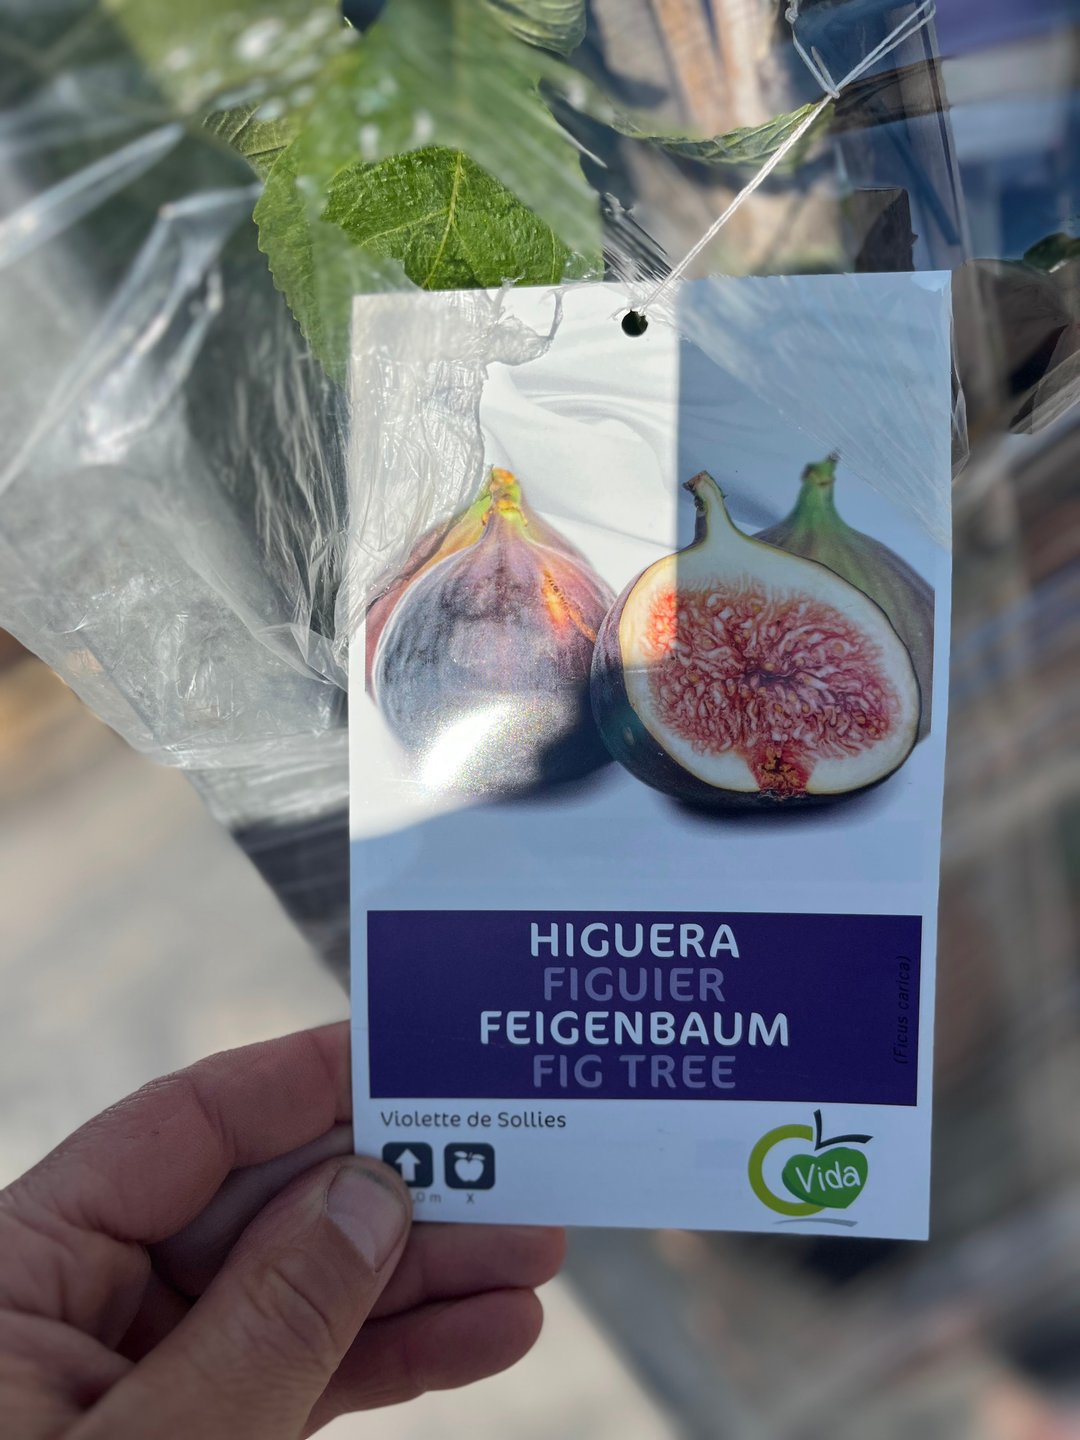 HIGUERA
FIGUIER
FEIGENBAUM
FIG TREE
(Ficus carica)
Violette de Sollies
Vida
m
X